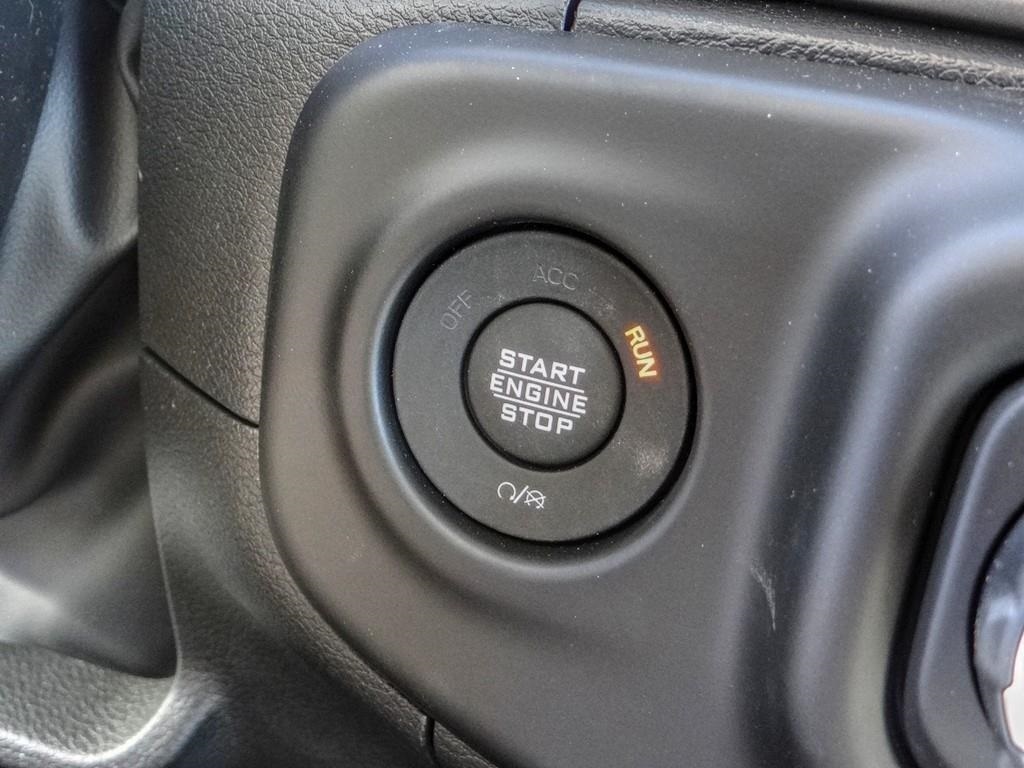 OFF
ACC
RUN
START
ENGINE
STOP